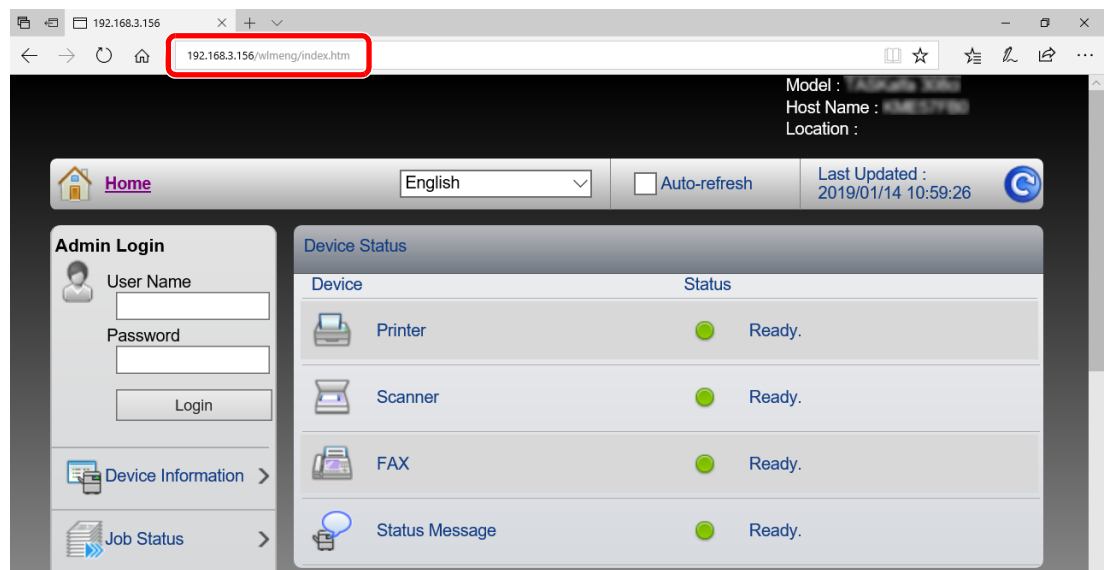 192.168.3.156
192.168.3.156/wlmeng/index.htm
Model :
Host Name :
Location :
Home
English
Auto-refresh
Last Updated :
2019/01/14 10:59:26
Admin Login
User Name
Password
Login
Device Information
Job Status
Device Status
Device Status
Printer Ready.
Scanner Ready.
FAX Ready.
Status Message Ready.